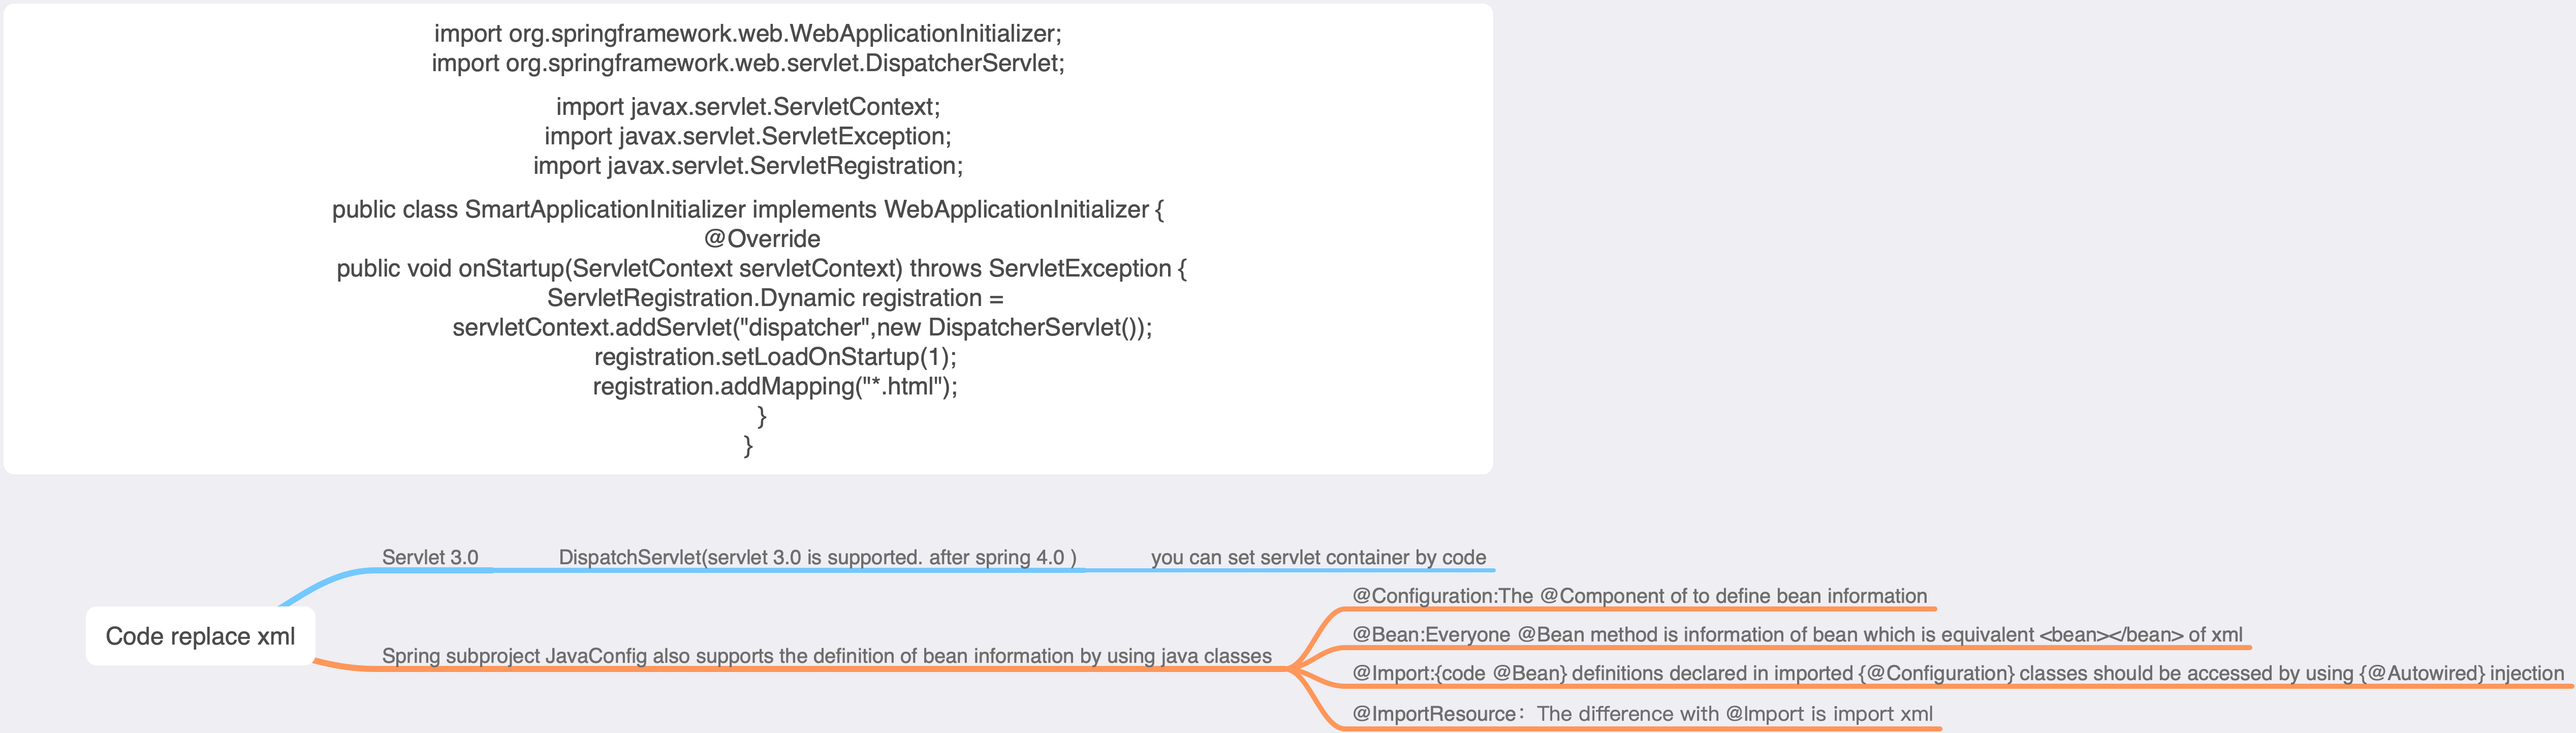 import org.springframework.web.WebApplicationInitializer;
import org.springframework.web.servlet.DispatcherServlet;
import javax.servlet.ServletContext;
import javax.servlet.ServletException;
import javax.servlet.ServletRegistration;
public class SmartApplicationInitializer implements WebApplicationInitializer {
@Override
public void onStartup(ServletContext servletContext) throws ServletException {
ServletRegistration.Dynamic registration =
servletContext.addServlet("dispatcher",new DispatcherServlet());
registration.setLoadOnStartup(1);
registration.addMapping("*.html");
}
}
Code replace xml
Servlet 3.0
DispatchServlet(servlet 3.0 is supported. after spring 4.0 )
you can set servlet container by code
Spring subproject JavaConfig also supports the definition of bean information by using java classes
@Configuration:The @Component of to define bean information
@Bean:Everyone @Bean method is information of bean which is equivalent <bean></bean> of xml
@Import:{code @Bean} definitions declared in imported {@Configuration} classes should be accessed by using {@Autowired} injection
@ImportResource：The difference with @Import is import xml